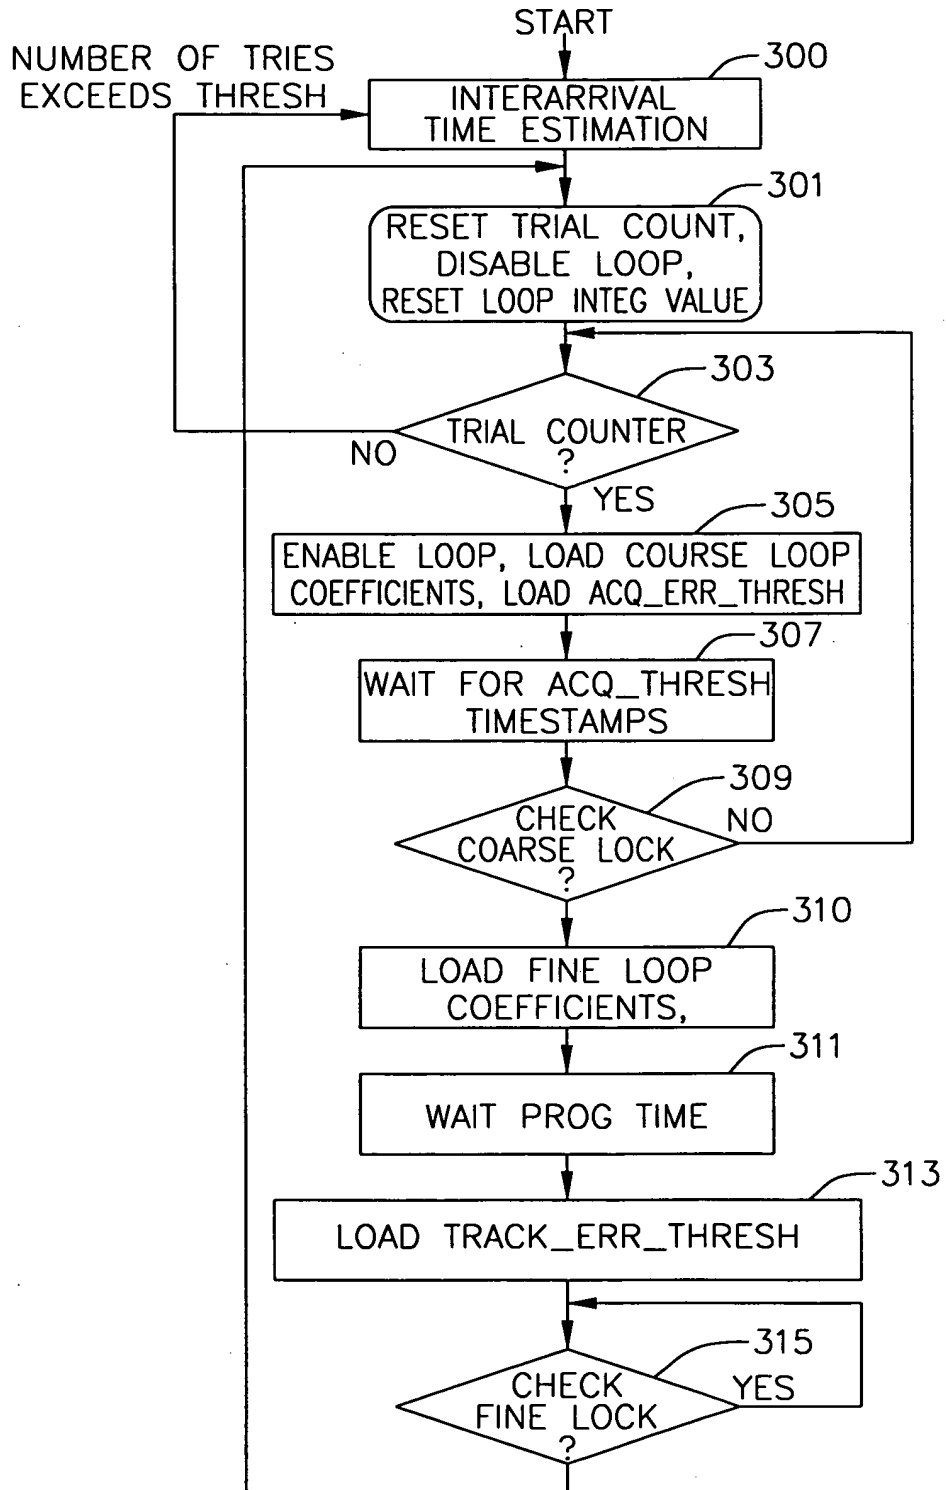 START
NUMBER OF TRIES
EXCEEDS THRESH
300
INTERARRIVAL
TIME ESTIMATION
301
RESET TRIAL COUNT,
DISABLE LOOP,
RESET LOOP INTEG VALUE
303
TRIAL COUNTER
?
NO
YES
305
ENABLE LOOP, LOAD COURSE LOOP
COEFFICIENTS, LOAD ACQ_ERR_THRESH
307
WAIT FOR ACQ_THRESH
TIMESTAMPS
309
CHECK
COARSE LOCK
?
NO
310
LOAD FINE LOOP
COEFFICIENTS,
311
WAIT PROG TIME
313
LOAD TRACK_ERR_THRESH
315
CHECK
FINE LOCK
?
YES